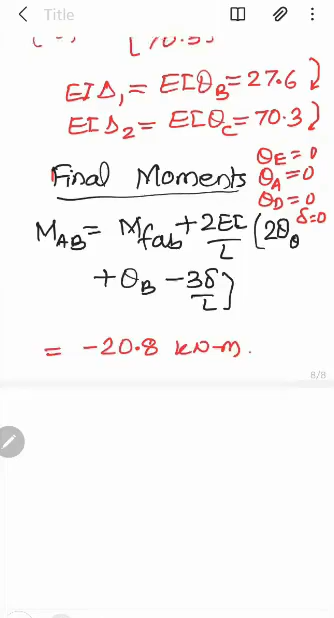 Title
EIΔ₁ = EIθB = 27.6
EIΔ₂ = EIθC = 70.3
θE = 0
Final Moments θA = 0
θD = 0
δ = 0
MAB = Mfab + 2EI/L (2θθ
+ θB − 3δ/L)
= −20.8 kN-m.
8/8